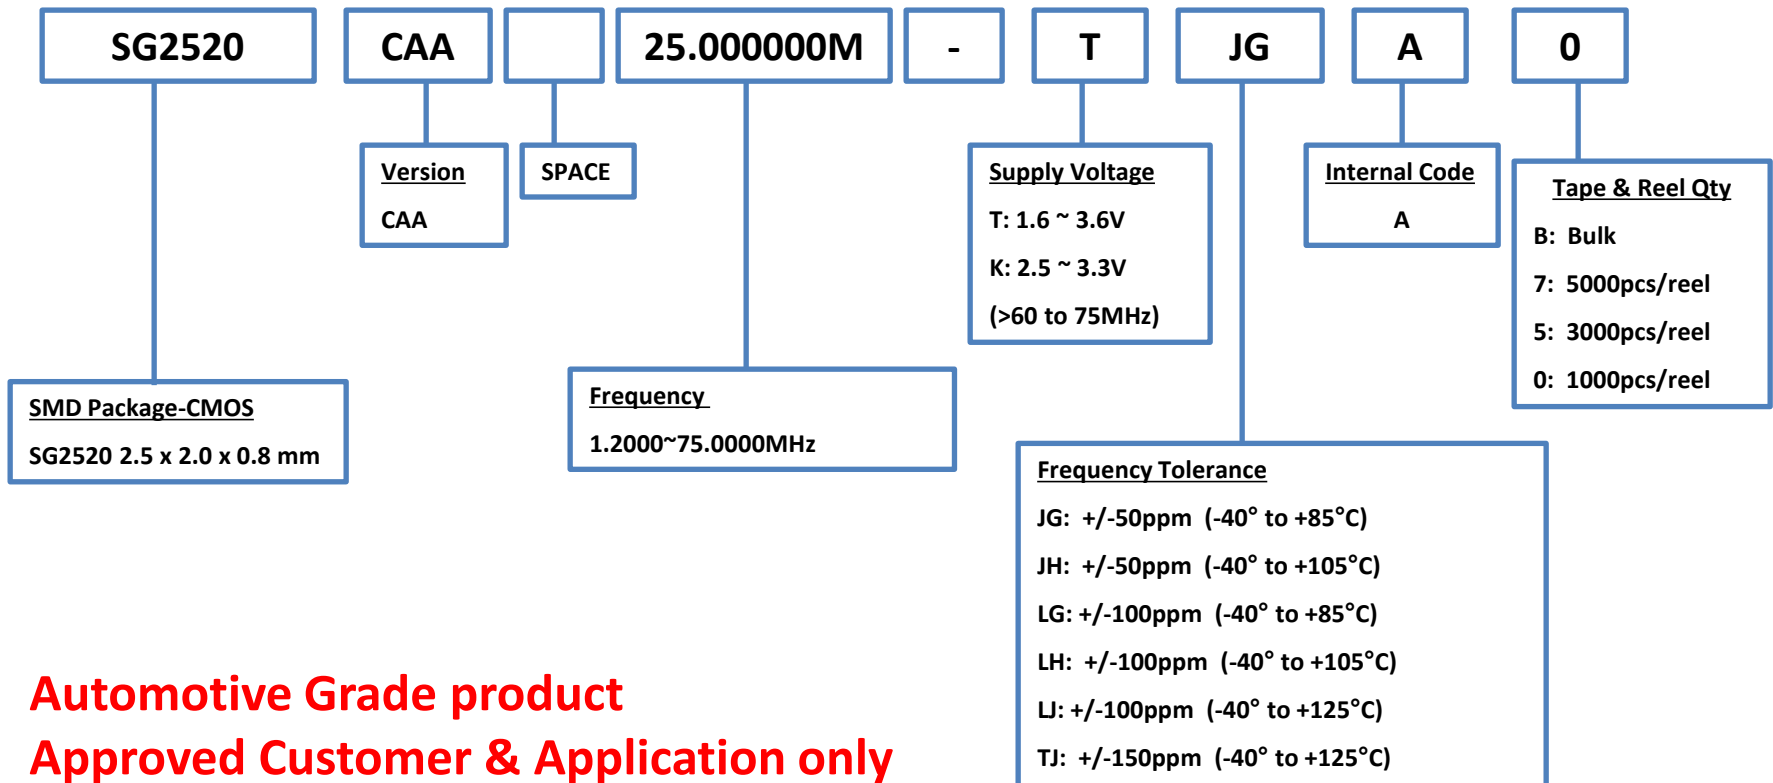 SG2520 CAA 25.000000M - T JG A 0
Version
CAA
SPACE
Supply Voltage
T: 1.6 ~ 3.6V
K: 2.5 ~ 3.3V
(>60 to 75MHz)
Internal Code
A
Tape & Reel Qty
B: Bulk
7: 5000pcs/reel
5: 3000pcs/reel
0: 1000pcs/reel
SMD Package-CMOS
SG2520 2.5 x 2.0 x 0.8 mm
Frequency
1.2000~75.0000MHz
Frequency Tolerance
JG: +/-50ppm (-40° to +85°C)
JH: +/-50ppm (-40° to +105°C)
LG: +/-100ppm (-40° to +85°C)
LH: +/-100ppm (-40° to +105°C)
LJ: +/-100ppm (-40° to +125°C)
TJ: +/-150ppm (-40° to +125°C)
Automotive Grade product
Approved Customer & Application only